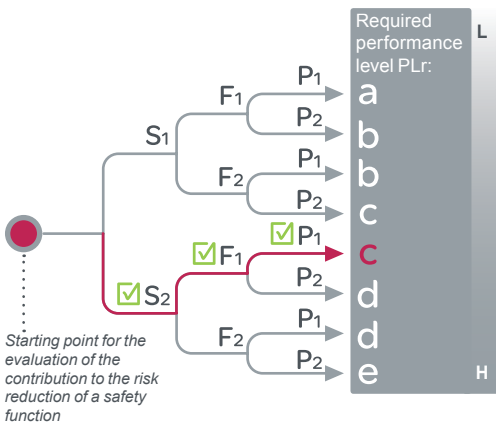 Required
performance
level PLr:
L
P1
a
F1
P2
b
S1
P1
b
F2
P2
c
P1
c
F1
P2
d
S2
P1
d
F2
P2
e
H
Starting point for the
evaluation of the
contribution to the risk
reduction of a safety
function